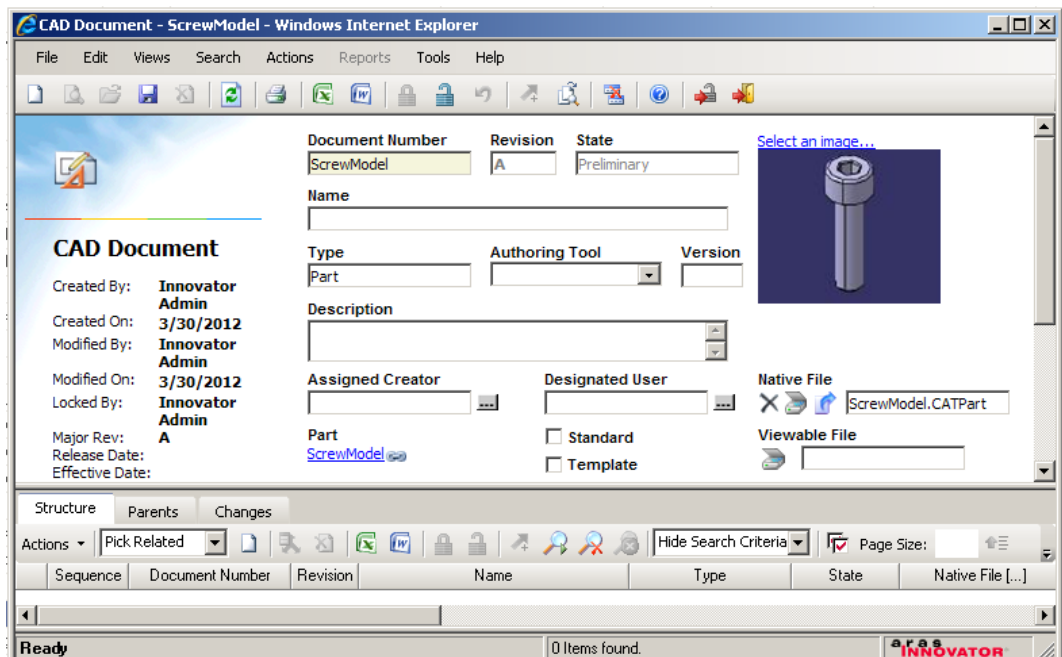 CAD Document - ScrewModel - Windows Internet Explorer
File Edit Views Search Actions Reports Tools Help
Document Number Revision State
ScrewModel A Preliminary
Select an image...
Name
CAD Document
Type Authoring Tool Version
Part
Created By: Innovator Admin
Created On: 3/30/2012
Modified By: Innovator Admin
Modified On: 3/30/2012
Locked By: Innovator Admin
Major Rev: A
Release Date:
Effective Date:
Description
Assigned Creator Designated User Native File
ScrewModel.CATPart
Part Standard Viewable File
ScrewModel Template
Structure Parents Changes
Actions Pick Related Hide Search Criteria Page Size:
Sequence Document Number Revision Name Type State Native File [...]
Ready 0 Items found. aras INNOVATOR